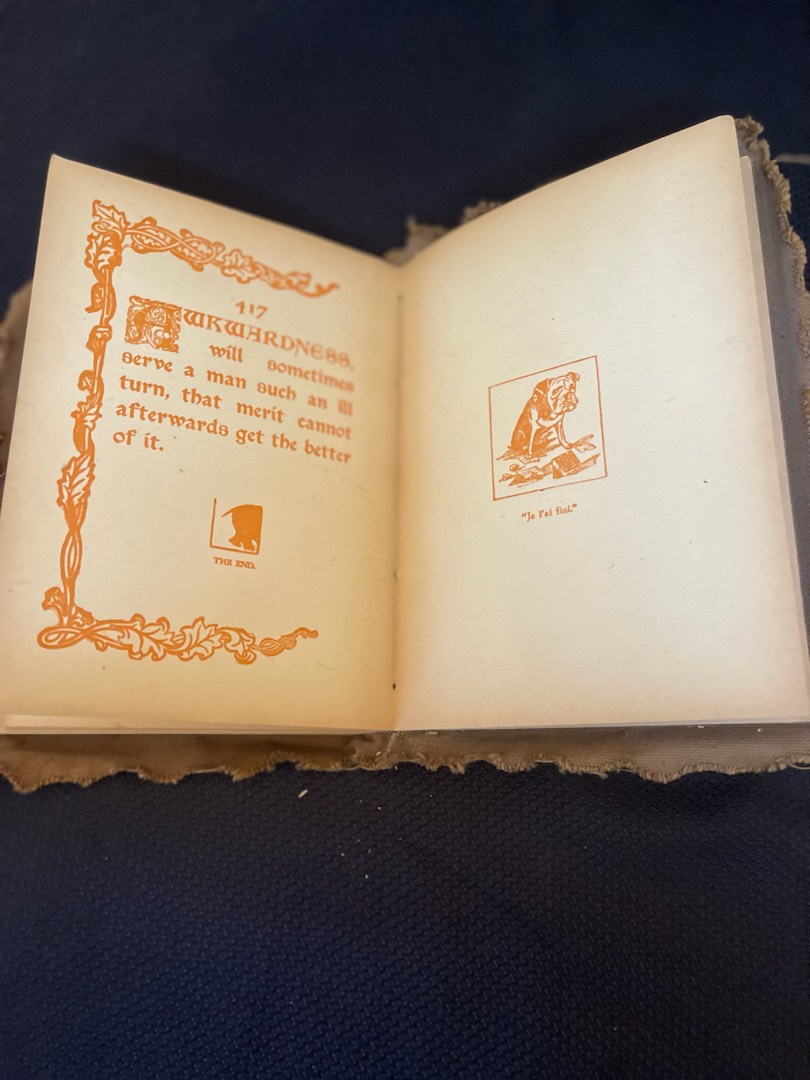 417
AWKWARDNESS,
will sometimes
serve a man such an ill
turn, that merit cannot
afterwards get the better
of it.
THE END.
"Je l'ai fini."